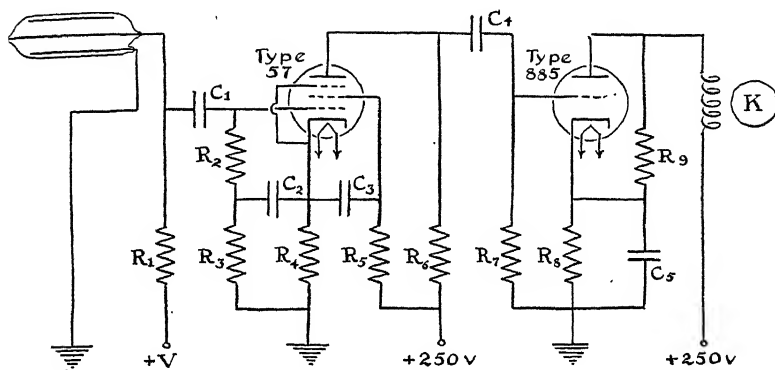 C4
Type
57
Type
885
K
C1
R2
C2
C3
R9
R1
R3
R4
R5
R6
R7
R8
C5
+V
+250v
+250v